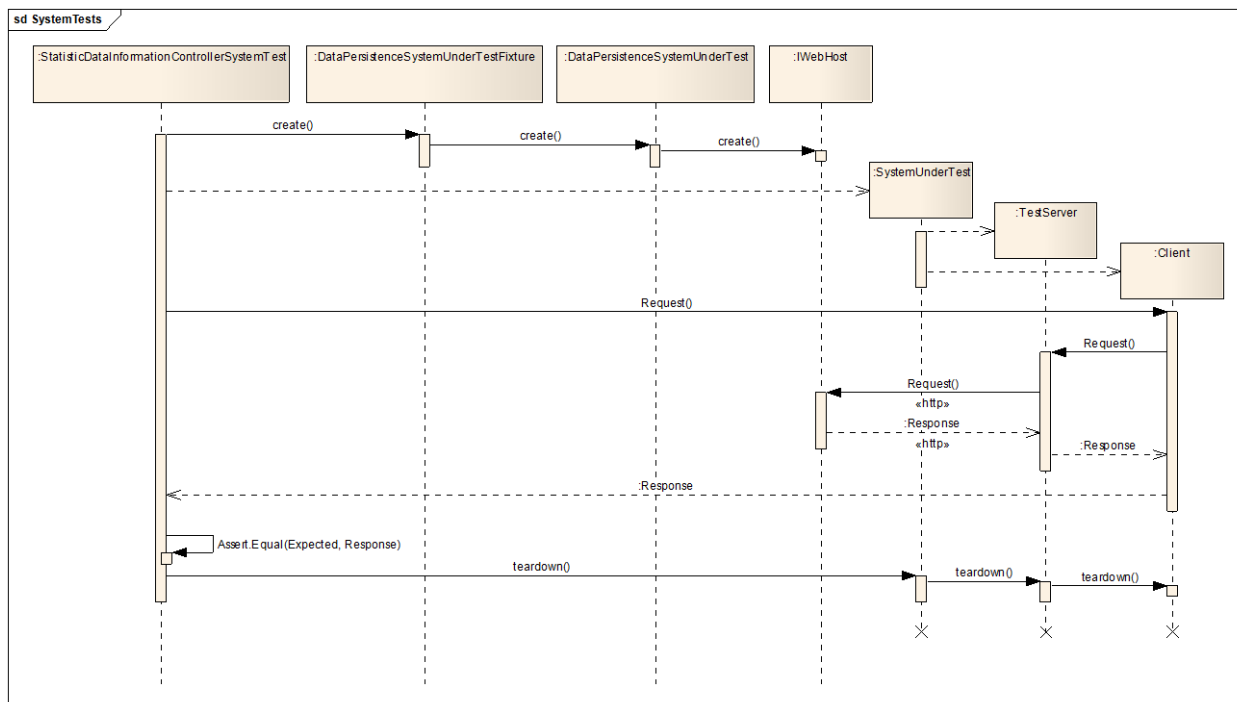 sd SystemTests
:StatisticDataInformationControllerSystemTest
:DataPersistenceSystemUnderTestFixture
:DataPersistenceSystemUnderTest
:IWebHost
create()
create()
create()
:SystemUnderTest
:TestServer
:Client
Request()
Request()
Request()
«http»
:Response
«http»
:Response
:Response
Assert.Equal(Expected, Response)
teardown()
teardown()
teardown()